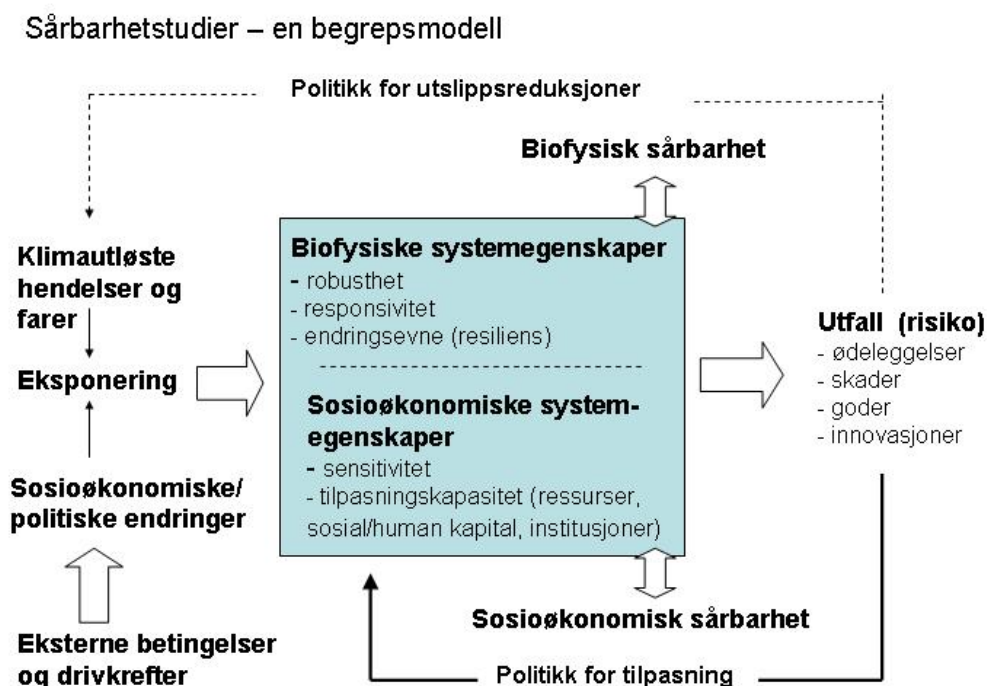 Sårbarhetstudier – en begrepsmodell
Politikk for utslippsreduksjoner
Biofysisk sårbarhet
Klimautløste
hendelser og
farer
Eksponering
Sosioøkonomiske/
politiske endringer
Eksterne betingelser
og drivkrefter
Biofysiske systemegenskaper
- robusthet
- responsivitet
- endringsevne (resiliens)
Sosioøkonomiske system-
egenskaper
- sensitivitet
- tilpasningskapasitet (ressurser,
sosial/human kapital, institusjoner)
Utfall (risiko)
- ødeleggelser
- skader
- goder
- innovasjoner
Sosioøkonomisk sårbarhet
Politikk for tilpasning